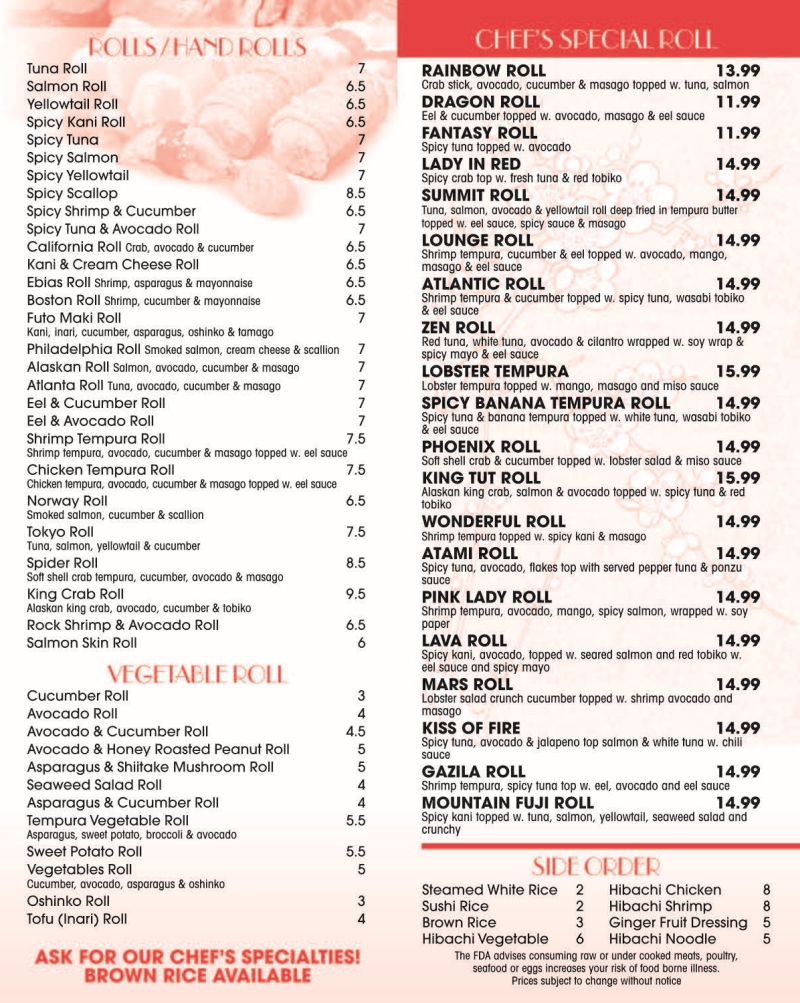 ROLLS/HAND ROLLS
Tuna Roll 7
Salmon Roll 6.5
Yellowtail Roll 6.5
Spicy Kani Roll 6.5
Spicy Tuna 7
Spicy Salmon 7
Spicy Yellowtail 7
Spicy Scallop 8.5
Spicy Shrimp & Cucumber 6.5
Spicy Tuna & Avocado Roll 7
California Roll Crab, avocado & cucumber 6.5
Kani & Cream Cheese Roll 6.5
Ebias Roll Shrimp, asparagus & mayonnaise 6.5
Boston Roll Shrimp, cucumber & mayonnaise 6.5
Futo Maki Roll 7
Kani, inari, cucumber, asparagus, oshinko & tamago
Philadelphia Roll Smoked salmon, cream cheese & scallion 7
Alaskan Roll Salmon, avocado, cucumber & masago 7
Atlanta Roll Tuna, avocado, cucumber & masago 7
Eel & Cucumber Roll 7
Eel & Avocado Roll 7
Shrimp Tempura Roll 7.5
Shrimp tempura, avocado, cucumber & masago topped w. eel sauce
Chicken Tempura Roll 7.5
Chicken tempura, avocado, cucumber & masago topped w. eel sauce
Norway Roll 6.5
Smoked salmon, cucumber & scallion
Tokyo Roll 7.5
Tuna, salmon, yellowtail & cucumber
Spider Roll 8.5
Soft shell crab tempura, cucumber, avocado & masago
King Crab Roll 9.5
Alaskan king crab, avocado, cucumber & tobiko
Rock Shrimp & Avocado Roll 6.5
Salmon Skin Roll 6
VEGETABLE ROLL
Cucumber Roll 3
Avocado Roll 4
Avocado & Cucumber Roll 4.5
Avocado & Honey Roasted Peanut Roll 5
Asparagus & Shiitake Mushroom Roll 5
Seaweed Salad Roll 4
Asparagus & Cucumber Roll 4
Tempura Vegetable Roll 5.5
Asparagus, sweet potato, broccoli & avocado
Sweet Potato Roll 5.5
Vegetables Roll 5
Cucumber, avocado, asparagus & oshinko
Oshinko Roll 3
Tofu (Inari) Roll 4
ASK FOR OUR CHEF'S SPECIALTIES!
BROWN RICE AVAILABLE
CHEF'S SPECIAL ROLL
RAINBOW ROLL 13.99
Crab stick, avocado, cucumber & masago topped w. tuna, salmon
DRAGON ROLL 11.99
Eel & cucumber topped w. avocado, masago & eel sauce
FANTASY ROLL 11.99
Spicy tuna topped w. avocado
LADY IN RED 14.99
Spicy crab top w. fresh tuna & red tobiko
SUMMIT ROLL 14.99
Tuna, salmon, avocado & yellowtail roll deep fried in tempura butter
topped w. eel sauce, spicy sauce & masago
LOUNGE ROLL 14.99
Shrimp tempura, cucumber & eel topped w. avocado, mango,
masago & eel sauce
ATLANTIC ROLL 14.99
Shrimp tempura & cucumber topped w. spicy tuna, wasabi tobiko
& eel sauce
ZEN ROLL 14.99
Red tuna, white tuna, avocado & cilantro wrapped w. soy wrap &
spicy mayo & eel sauce
LOBSTER TEMPURA 15.99
Lobster tempura topped w. mango, masago and miso sauce
SPICY BANANA TEMPURA ROLL 14.99
Spicy tuna & banana tempura topped w. white tuna, wasabi tobiko
& eel sauce
PHOENIX ROLL 14.99
Soft shell crab & cucumber topped w. lobster salad & miso sauce
KING TUT ROLL 15.99
Alaskan king crab, salmon & avocado topped w. spicy tuna & red
tobiko
WONDERFUL ROLL 14.99
Shrimp tempura topped w. spicy kani & masago
ATAMI ROLL 14.99
Spicy tuna, avocado, flakes top with served pepper tuna & ponzu
sauce
PINK LADY ROLL 14.99
Shrimp tempura, avocado, mango, spicy salmon, wrapped w. soy
paper
LAVA ROLL 14.99
Spicy kani, avocado, topped w. seared salmon and red tobiko w.
eel sauce and spicy mayo
MARS ROLL 14.99
Lobster salad crunch cucumber topped w. shrimp avocado and
masago
KISS OF FIRE 14.99
Spicy tuna, avocado & jalapeno top salmon & white tuna w. chili
sauce
GAZILA ROLL 14.99
Shrimp tempura, spicy tuna top w. eel, avocado and eel sauce
MOUNTAIN FUJI ROLL 14.99
Spicy kani topped w. tuna, salmon, yellowtail, seaweed salad and
crunchy
SIDE ORDER
Steamed White Rice 2 Hibachi Chicken 8
Sushi Rice 2 Hibachi Shrimp 8
Brown Rice 3 Ginger Fruit Dressing 5
Hibachi Vegetable 6 Hibachi Noodle 5
The FDA advises consuming raw or under cooked meats, poultry,
seafood or eggs increases your risk of food borne illness.
Prices subject to change without notice